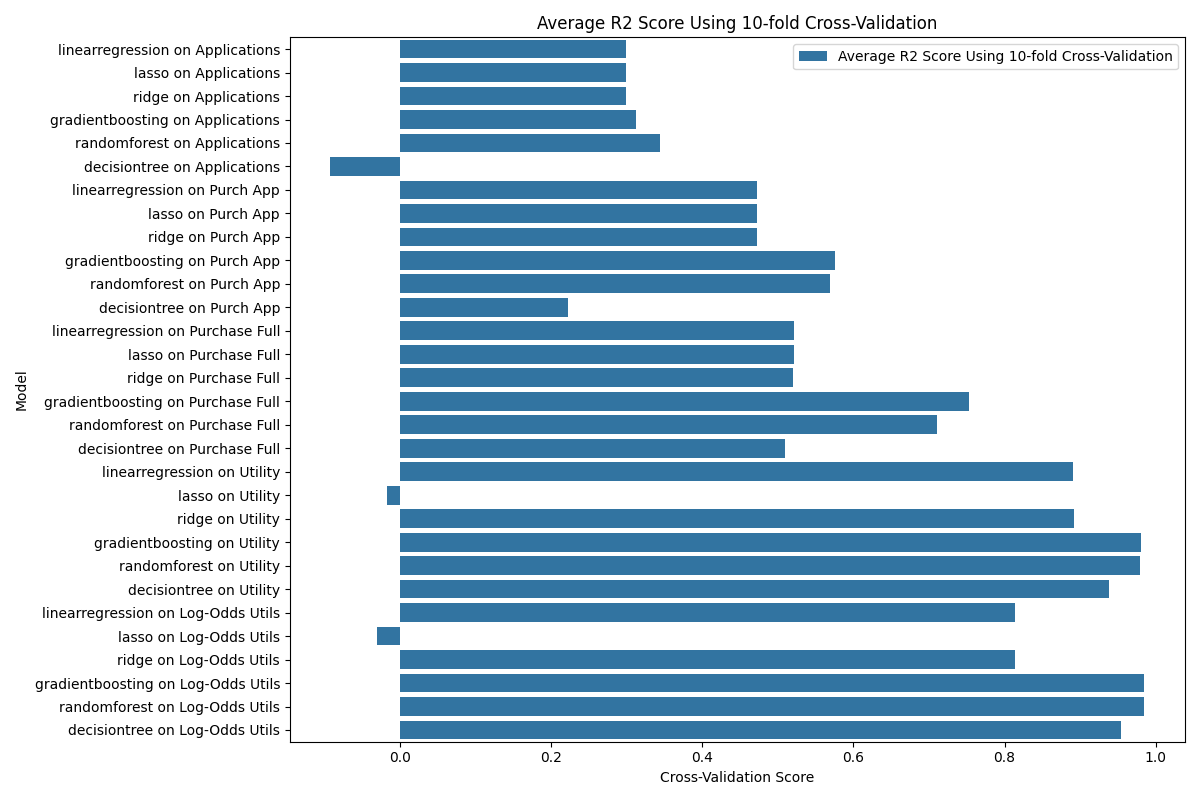 Average R2 Score Using 10-fold Cross-Validation
Average R2 Score Using 10-fold Cross-Validation
Model
linearregression on Applications
lasso on Applications
ridge on Applications
gradientboosting on Applications
randomforest on Applications
decisiontree on Applications
linearregression on Purch App
lasso on Purch App
ridge on Purch App
gradientboosting on Purch App
randomforest on Purch App
decisiontree on Purch App
linearregression on Purchase Full
lasso on Purchase Full
ridge on Purchase Full
gradientboosting on Purchase Full
randomforest on Purchase Full
decisiontree on Purchase Full
linearregression on Utility
lasso on Utility
ridge on Utility
gradientboosting on Utility
randomforest on Utility
decisiontree on Utility
linearregression on Log-Odds Utils
lasso on Log-Odds Utils
ridge on Log-Odds Utils
gradientboosting on Log-Odds Utils
randomforest on Log-Odds Utils
decisiontree on Log-Odds Utils
0.0 0.2 0.4 0.6 0.8 1.0
Cross-Validation Score